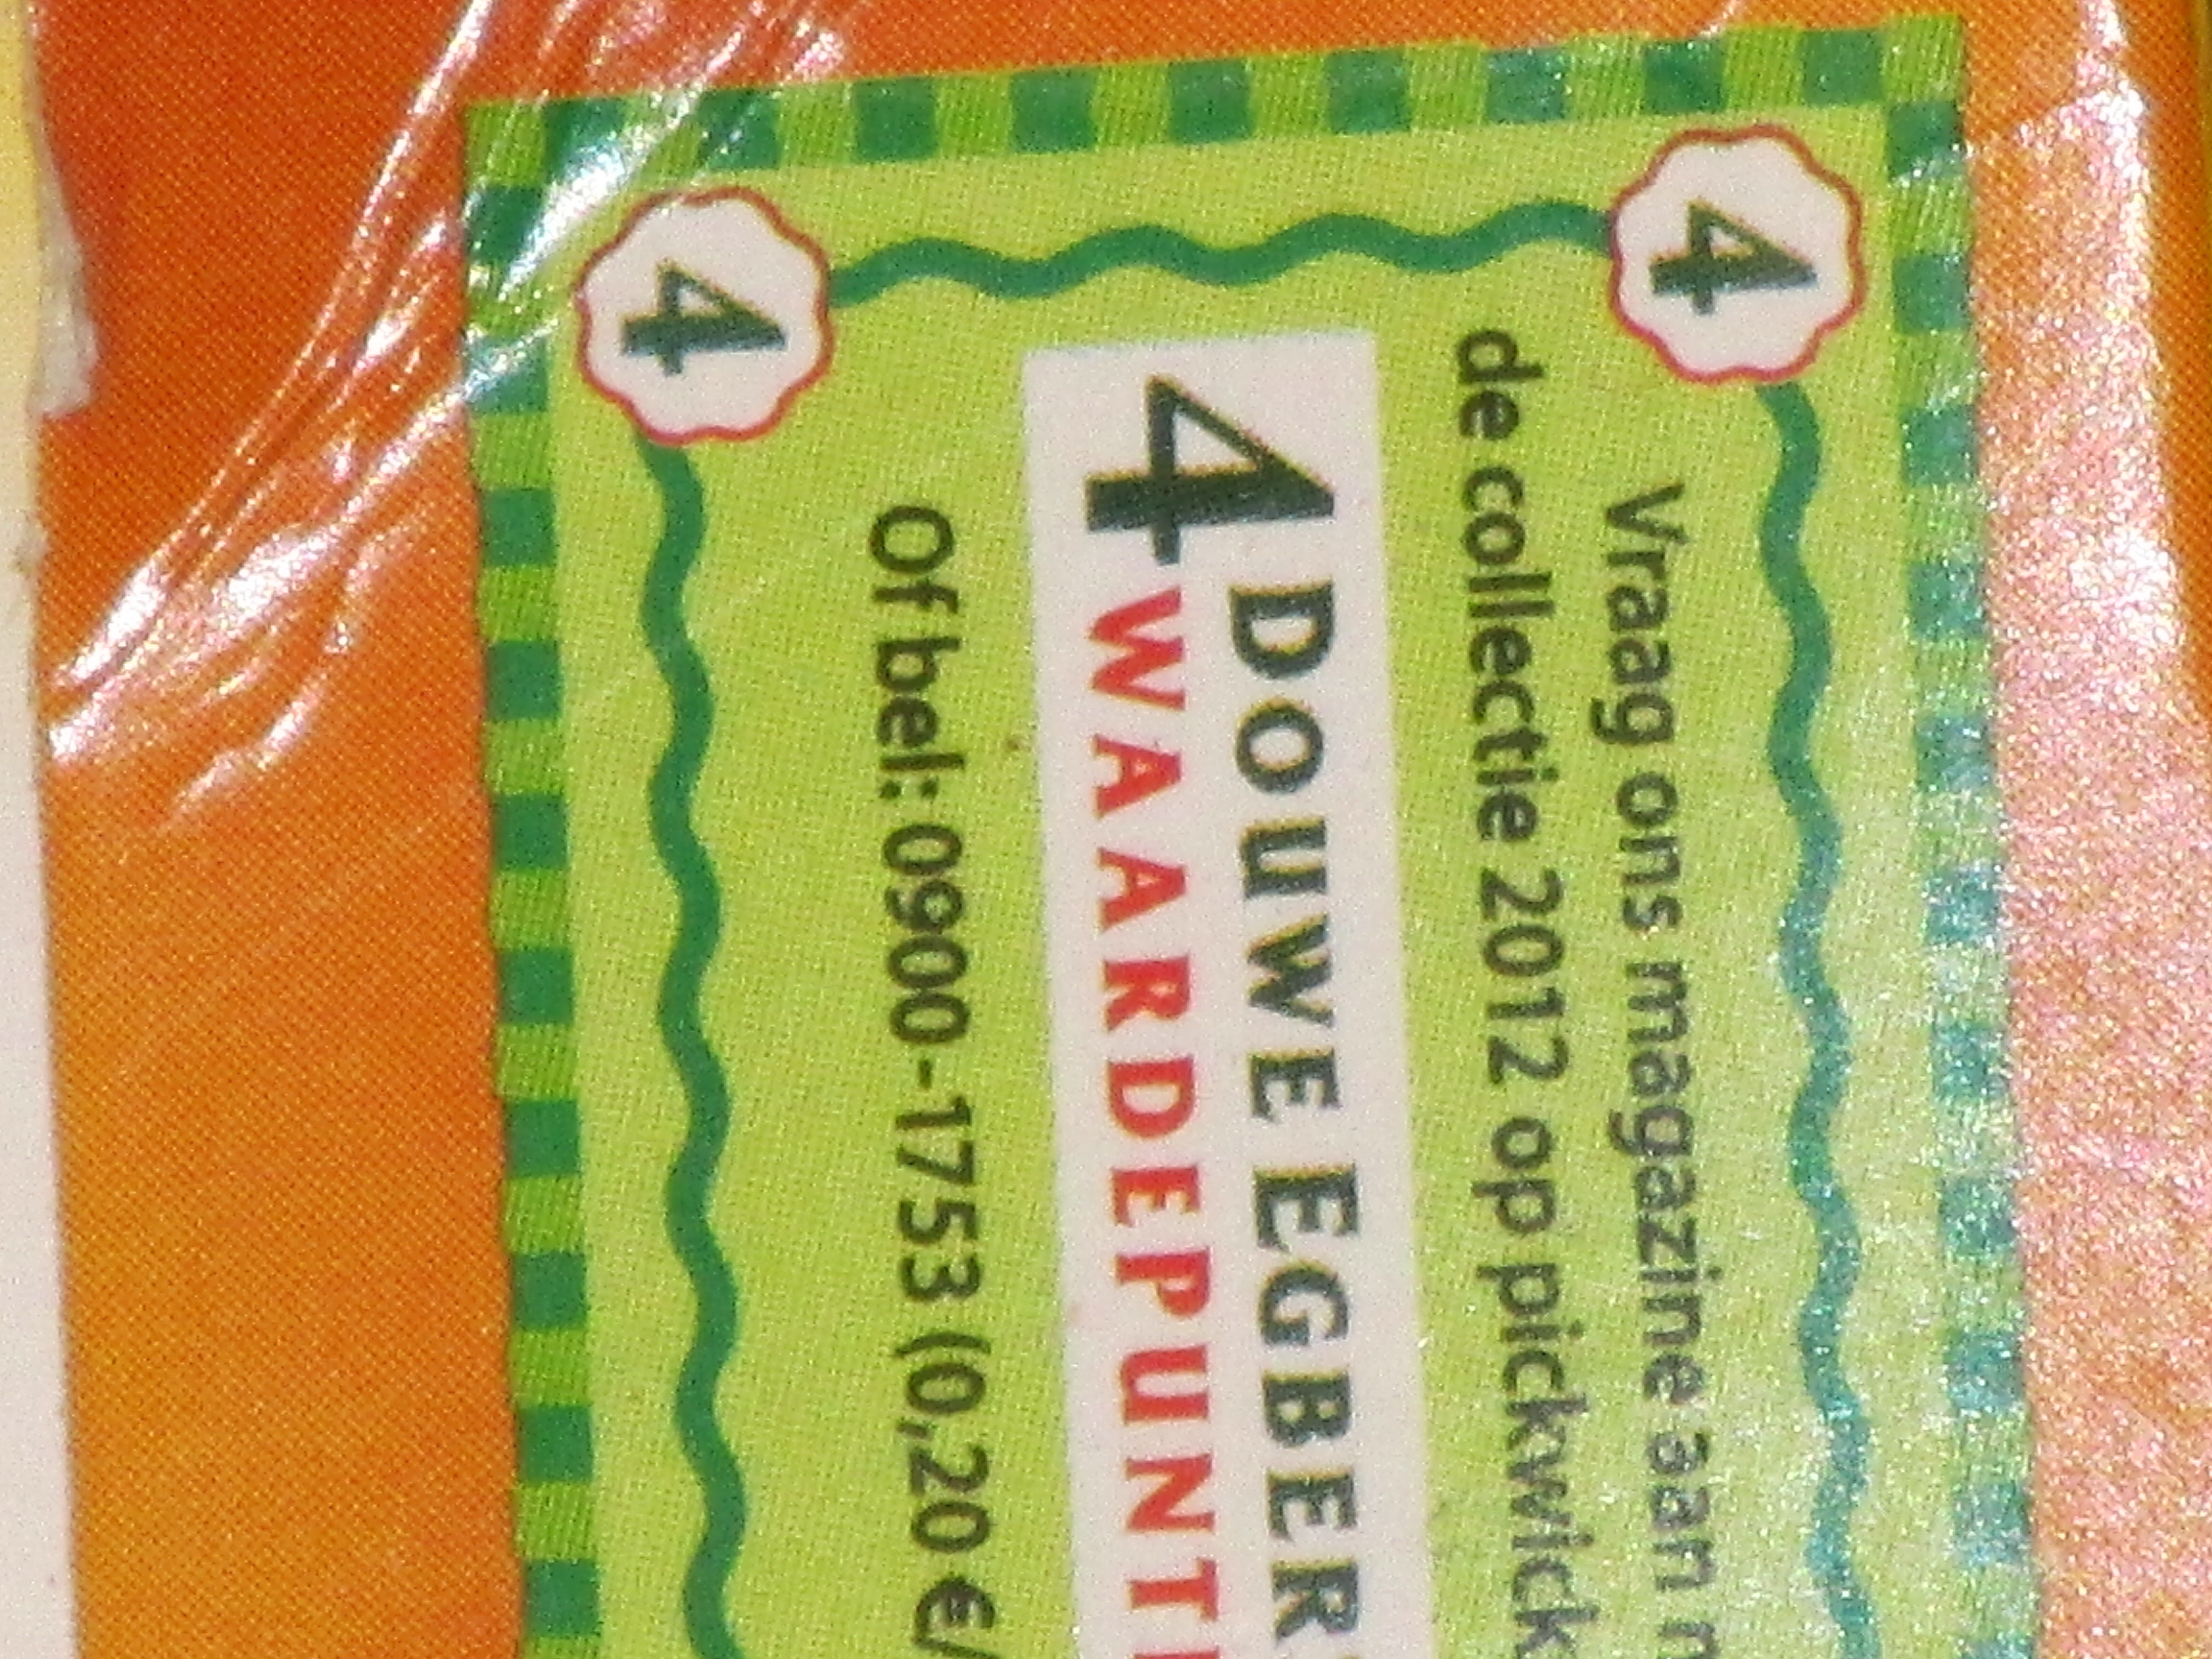 4
4
Vraag ons magazine aan
de collectie 2012 op pickwick
4 DOUWE EGBER
WAARDEPUNT
Of bel: 0900-1753 (0,20 €/